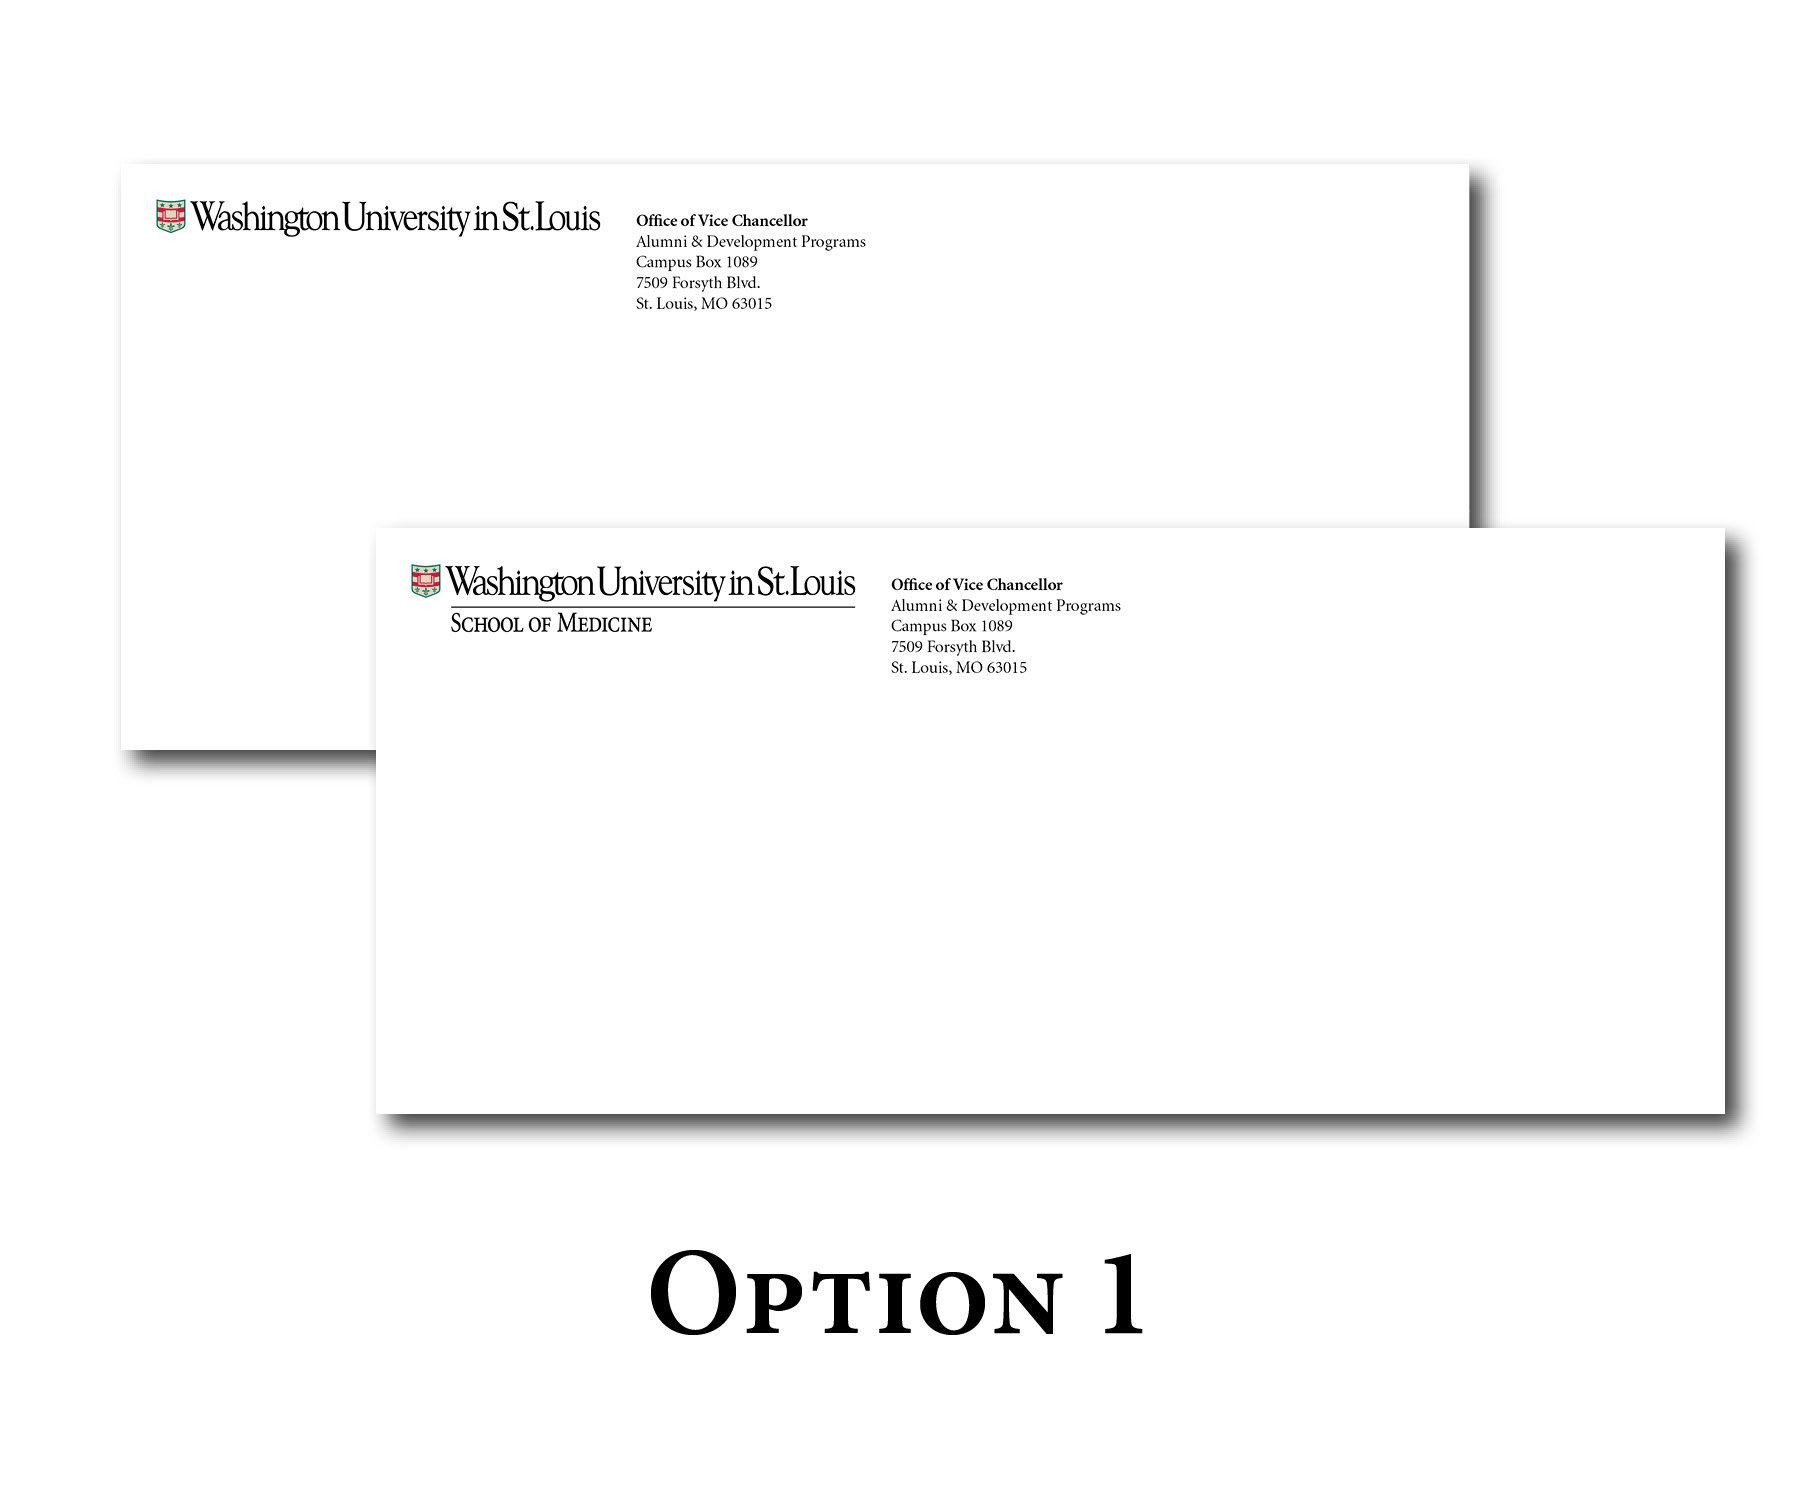 Washington University in St. Louis
Office of Vice Chancellor
Alumni & Development Programs
Campus Box 1089
7509 Forsyth Blvd.
St. Louis, MO 63015
Washington University in St. Louis
School of Medicine
Office of Vice Chancellor
Alumni & Development Programs
Campus Box 1089
7509 Forsyth Blvd.
St. Louis, MO 63015
Option 1